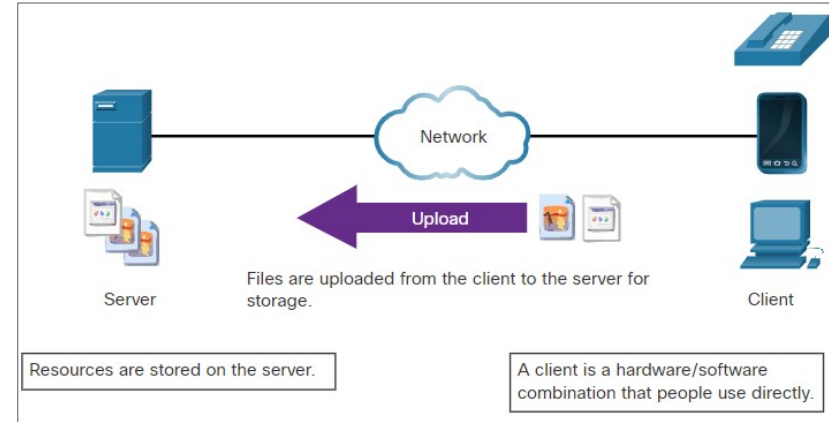 Network
Upload
Files are uploaded from the client to the server for
storage.
Server
Client
Resources are stored on the server.
A client is a hardware/software
combination that people use directly.